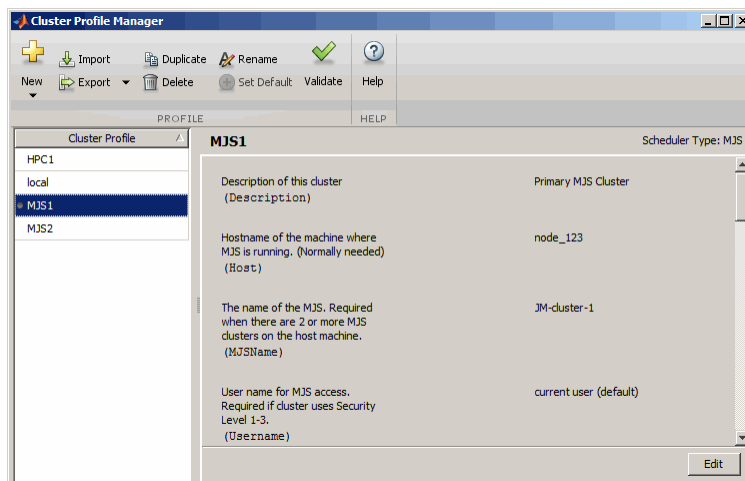 Cluster Profile Manager
New
Import
Export
Duplicate
Delete
Rename
Set Default
Validate
Help
PROFILE
HELP
Cluster Profile
HPC1
local
MJS1
MJS2
MJS1
Scheduler Type: MJS
Description of this cluster
(Description)
Primary MJS Cluster
Hostname of the machine where
MJS is running. (Normally needed)
(Host)
node_123
The name of the MJS. Required
when there are 2 or more MJS
clusters on the host machine.
(MJSName)
JM-cluster-1
User name for MJS access.
Required if cluster uses Security
Level 1-3.
(Username)
current user (default)
Edit